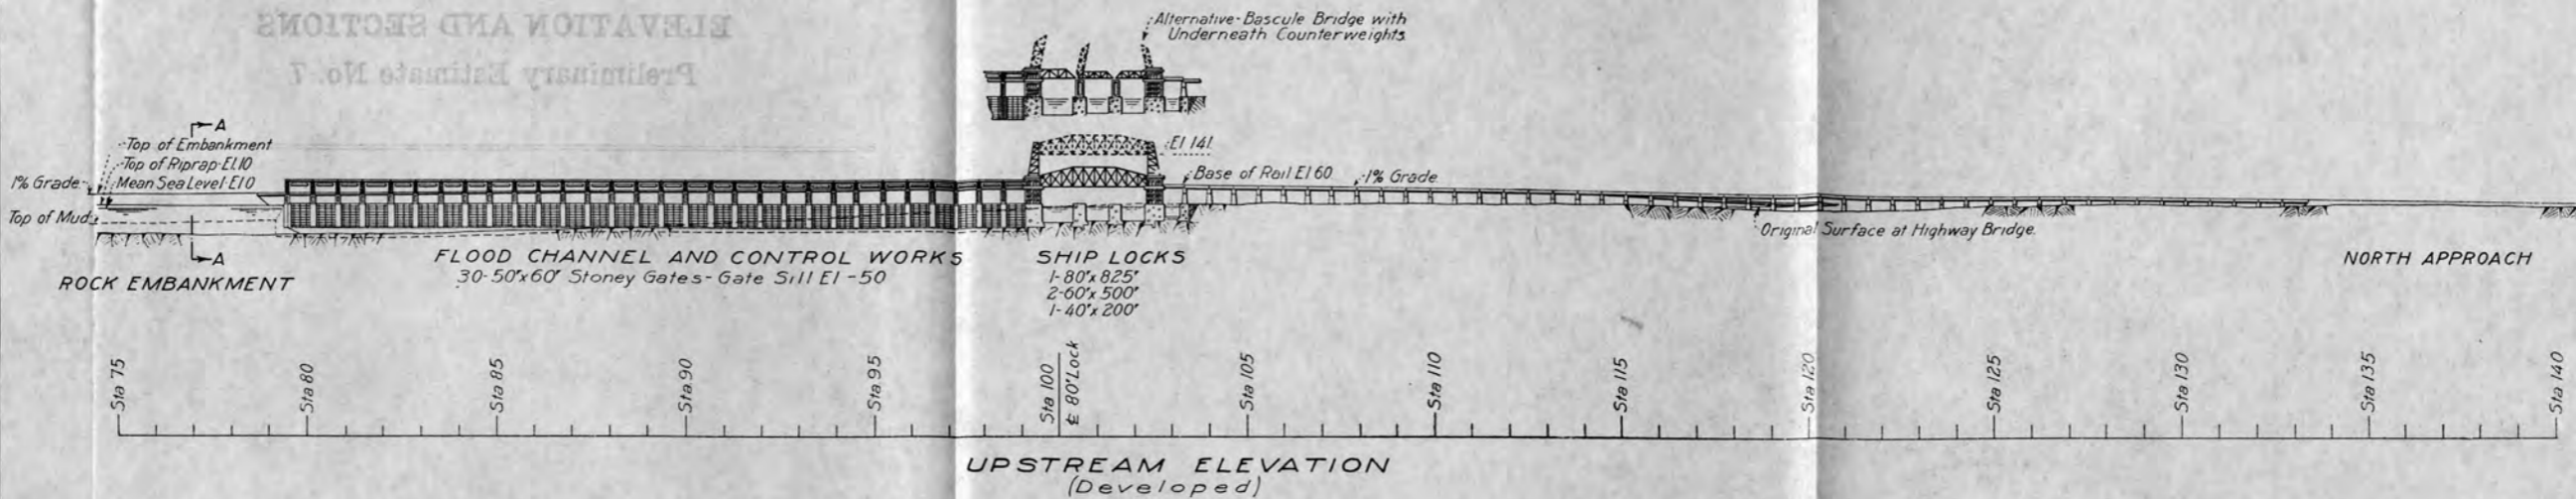 ELEVATION AND SECTIONS
Preliminary Estimate No. 7
Alternative-Bascule Bridge with
Underneath Counterweights
A
Top of Embankment
Top of Riprap-El.10
1% Grade
Mean Sea Level-El 0
Top of Mud
A
El 141
Base of Rail El 60
1% Grade
Original Surface at Highway Bridge.
ROCK EMBANKMENT
FLOOD CHANNEL AND CONTROL WORKS
30-50'x60' Stoney Gates-Gate Sill El -50
SHIP LOCKS
1-80'x 825'
2-60'x 500'
1-40'x 200'
NORTH APPROACH
Sta 75
Sta 80
Sta 85
Sta 90
Sta 95
Sta 100
℄ 80' Lock
Sta 105
Sta 110
Sta 115
Sta 120
Sta 125
Sta 130
Sta 135
Sta 140
UPSTREAM ELEVATION
(Developed)